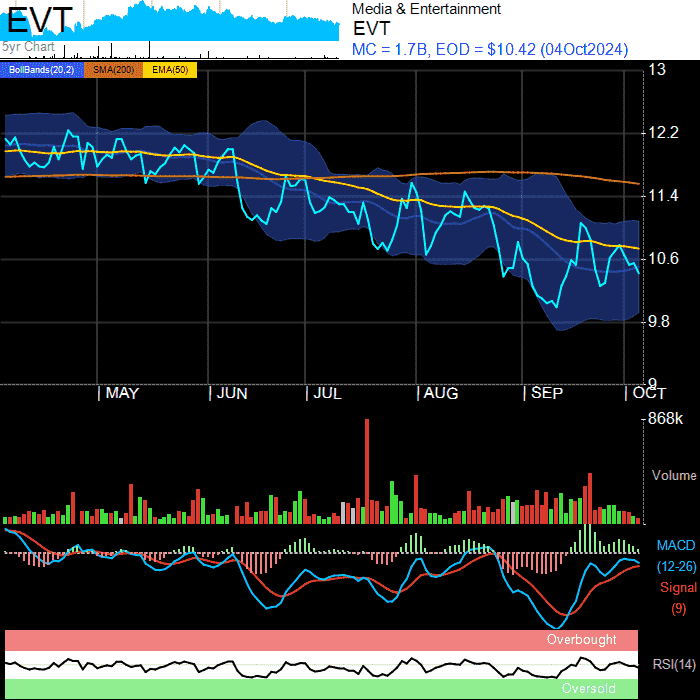 EVT
5yr Chart
Media & Entertainment
EVT
MC = 1.7B, EOD = $10.42 (04Oct2024)
BollBands(20,2) SMA(200) EMA(50)
13
12.2
11.4
10.6
9.8
9
MAY JUN JUL AUG SEP OCT
868k
Volume
MACD
(12-26)
Signal
(9)
Overbought
RSI(14)
Oversold